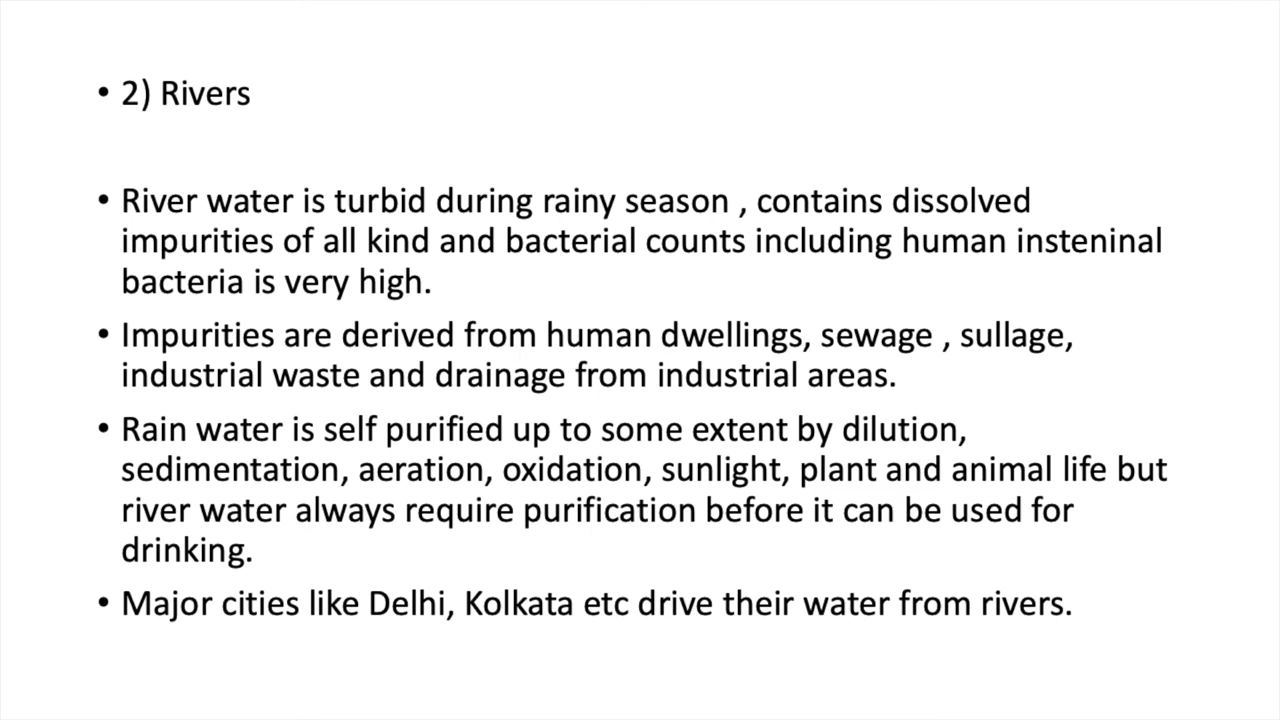 • 2) Rivers
• River water is turbid during rainy season , contains dissolved
impurities of all kind and bacterial counts including human insteninal
bacteria is very high.
• Impurities are derived from human dwellings, sewage , sullage,
industrial waste and drainage from industrial areas.
• Rain water is self purified up to some extent by dilution,
sedimentation, aeration, oxidation, sunlight, plant and animal life but
river water always require purification before it can be used for
drinking.
• Major cities like Delhi, Kolkata etc drive their water from rivers.